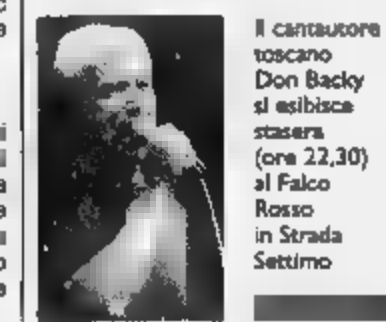 Il cantautore
toscano
Don Backy
si esibisce
stasera
(ore 22,30)
al Falco
Rosso
in Strada
Settimo